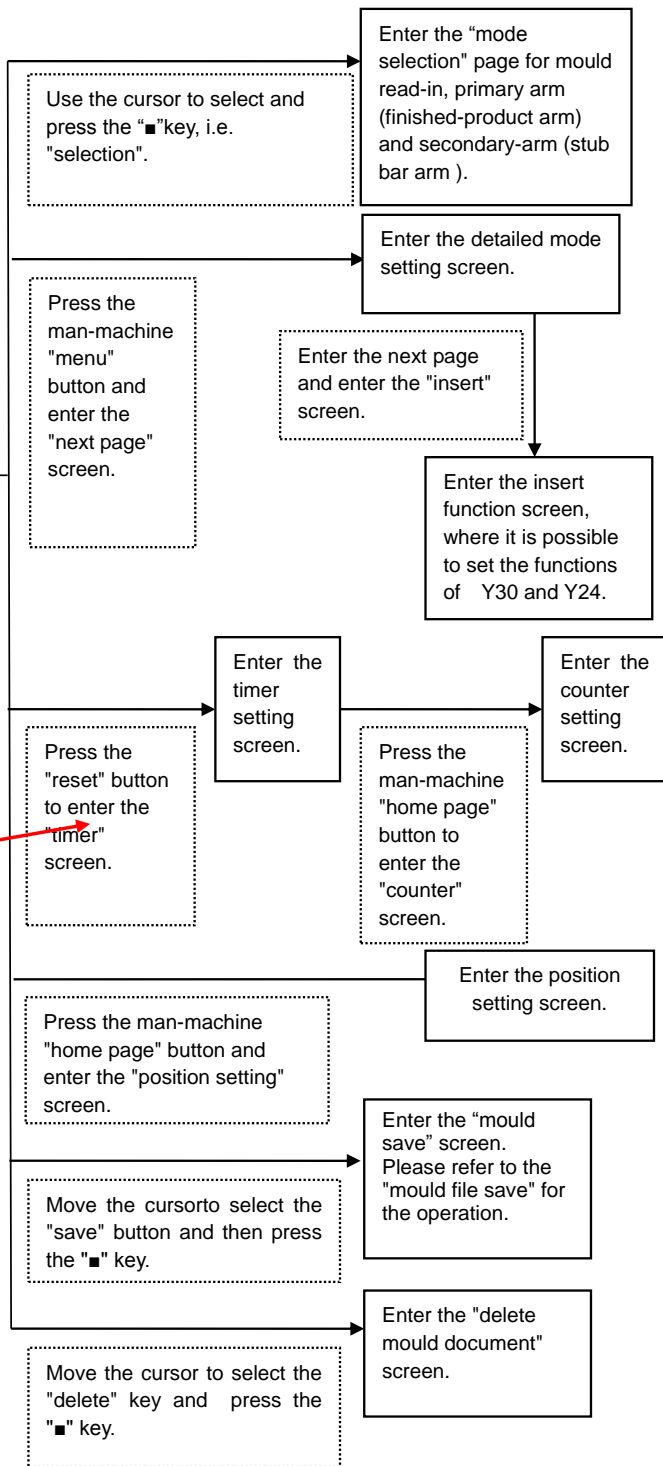 Enter the “mode
selection" page for mould
read-in, primary arm
(finished-product arm)
and secondary-arm (stub
bar arm ).
Use the cursor to select and
press the “■”key, i.e.
"selection".
Enter the detailed mode
setting screen.
Press the
man-machine
"menu"
button and
enter the
"next page"
screen.
Enter the next page
and enter the "insert"
screen.
Enter the insert
function screen,
where it is possible
to set the functions
of Y30 and Y24.
Enter the
timer
setting
screen.
Enter the
counter
setting
screen.
Press the
"reset" button
to enter the
"timer"
screen.
Press the
man-machine
"home page"
button to
enter the
"counter"
screen.
Enter the position
setting screen.
Press the man-machine
"home page" button and
enter the "position setting"
screen.
Enter the “mould
save” screen.
Please refer to the
"mould file save" for
the operation.
Move the cursorto select the
"save" button and then press
the "■" key.
Enter the "delete
mould document"
screen.
Move the cursor to select the
"delete" key and press the
"■" key.